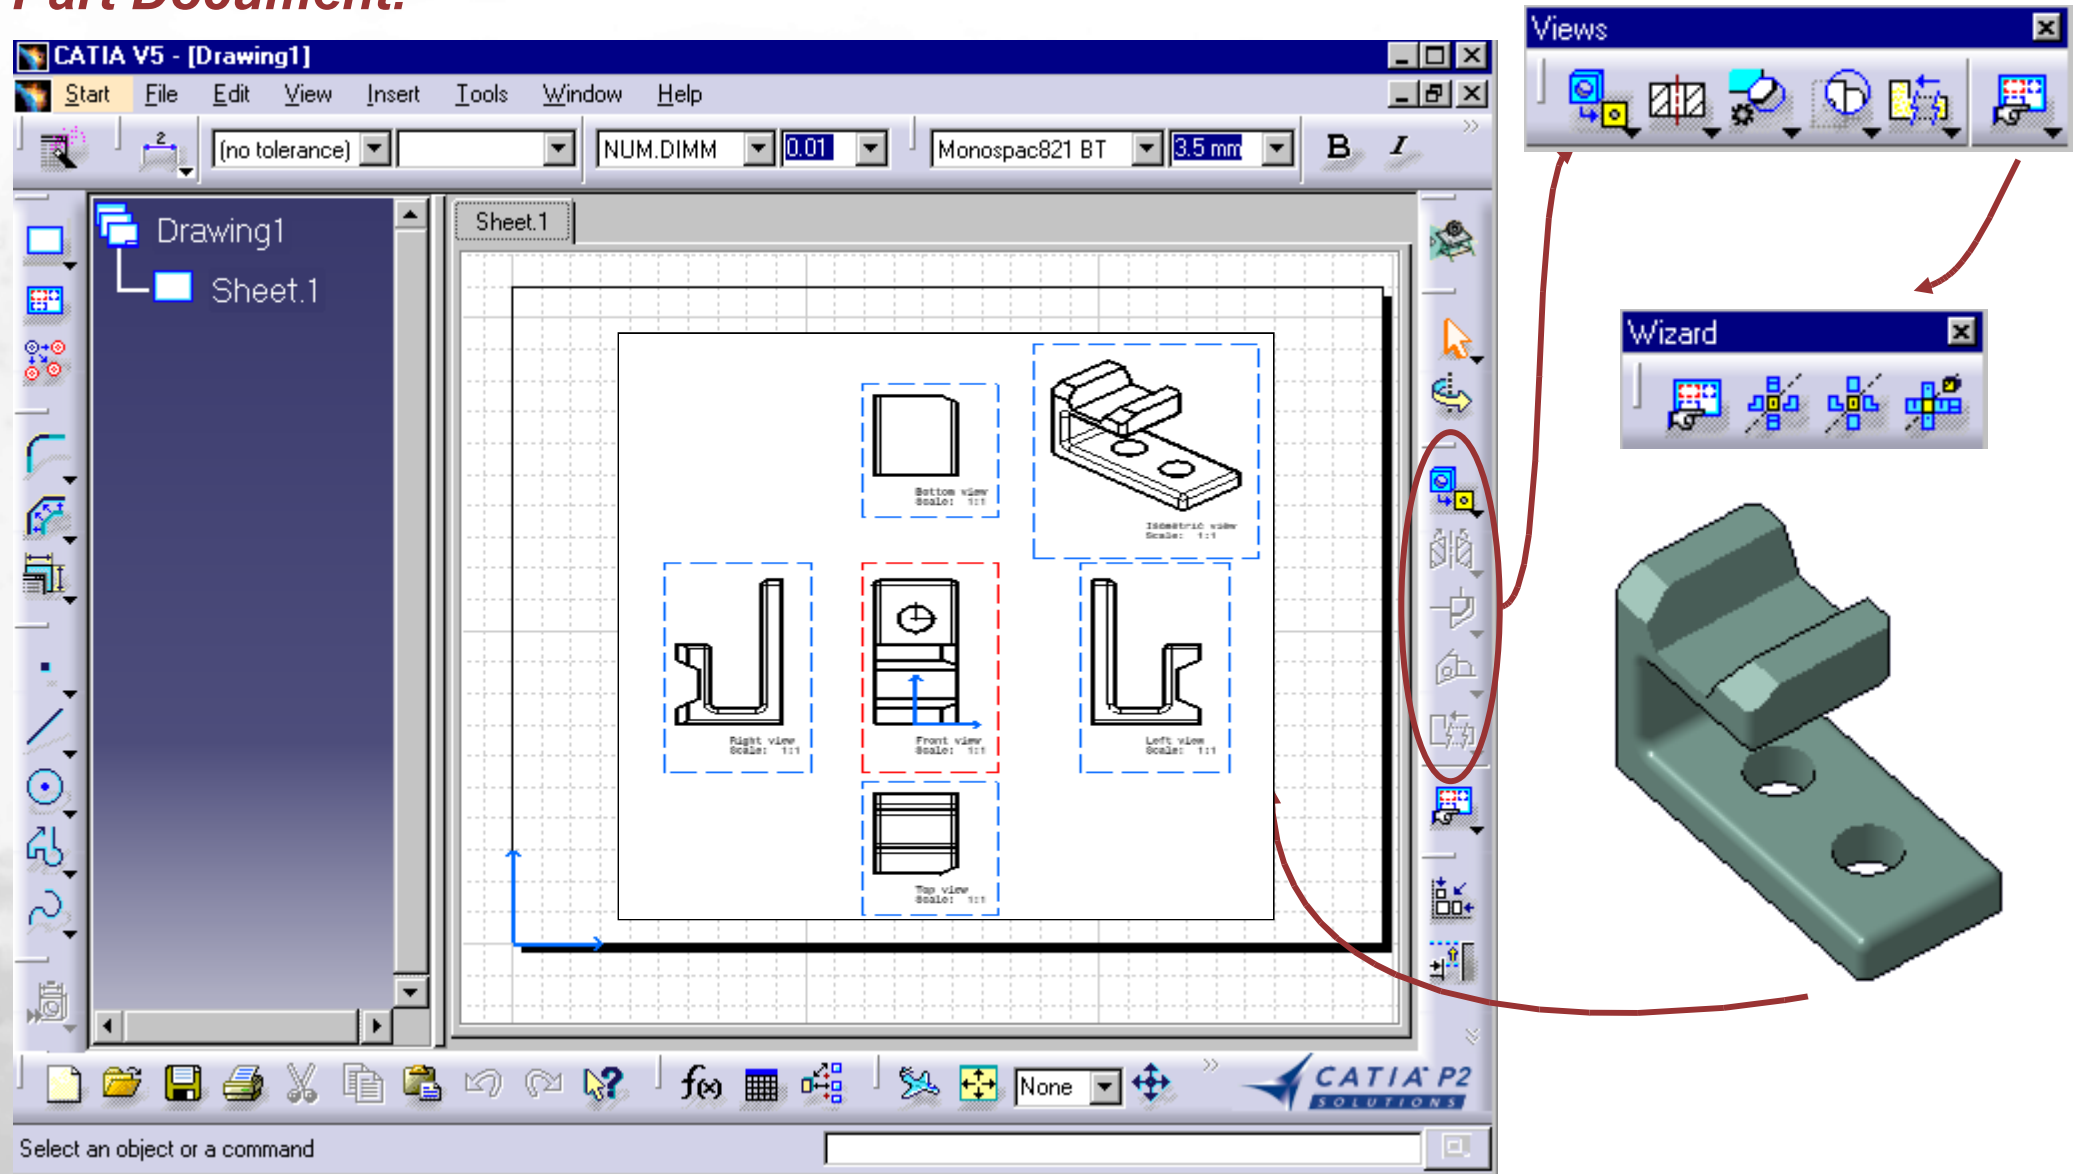 Part Document.
CATIA V5 - [Drawing1]
Start File Edit View Insert Tools Window Help
2
(no tolerance)
NUM.DIMM
0.01
Monospac821 BT
3.5 mm
B I
Drawing1
Sheet.1
Sheet.1
Bottom view
Scale: 1:1
Isometric view
Scale: 1:1
Right view
Scale: 1:1
Front view
Scale: 1:1
Left view
Scale: 1:1
Top view
Scale: 1:1
f(x)
None
CATIA P2
SOLUTIONS
Select an object or a command
Views
Wizard